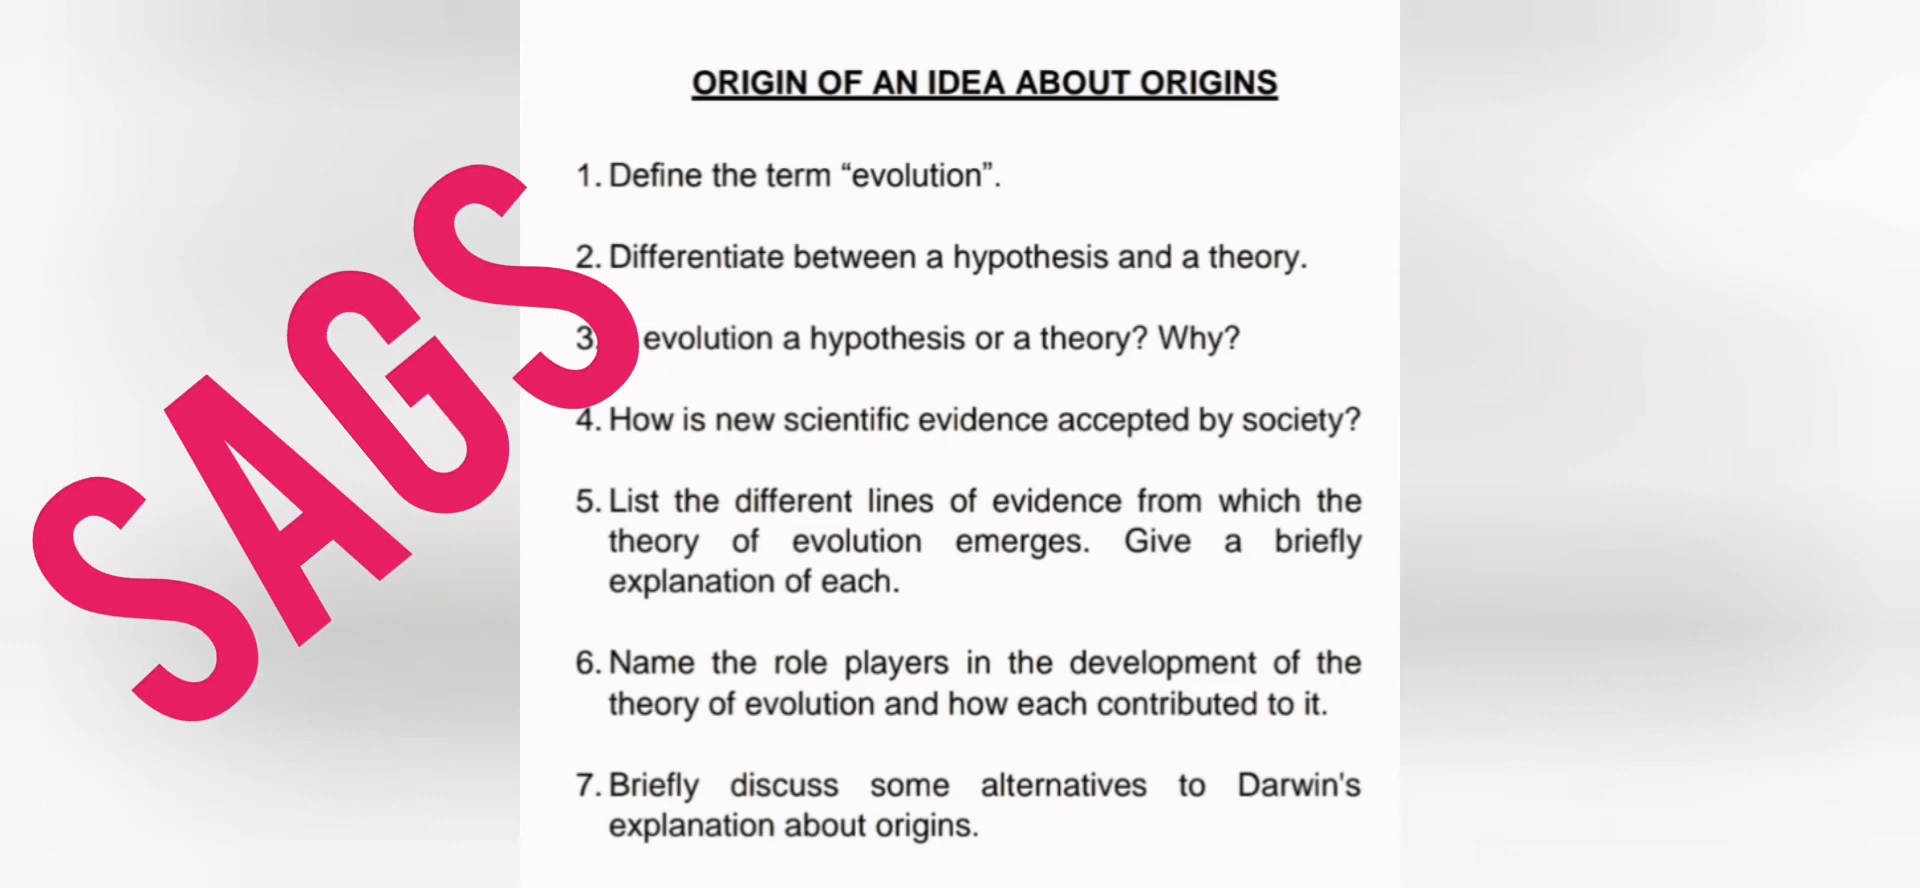 ORIGIN OF AN IDEA ABOUT ORIGINS
1. Define the term “evolution”.
2. Differentiate between a hypothesis and a theory.
3. evolution a hypothesis or a theory? Why?
4. How is new scientific evidence accepted by society?
5. List the different lines of evidence from which the
theory of evolution emerges. Give a briefly
explanation of each.
6. Name the role players in the development of the
theory of evolution and how each contributed to it.
7. Briefly discuss some alternatives to Darwin's
explanation about origins.
SAGS